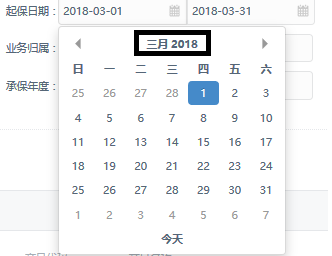 起保日期： 2018-03-01 2018-03-31
业务归属：
承保年度：
三月 2018
日 一 二 三 四 五 六
25 26 27 28 1 2 3
4 5 6 7 8 9 10
11 12 13 14 15 16 17
18 19 20 21 22 23 24
25 26 27 28 29 30 31
1 2 3 4 5 6 7
今天